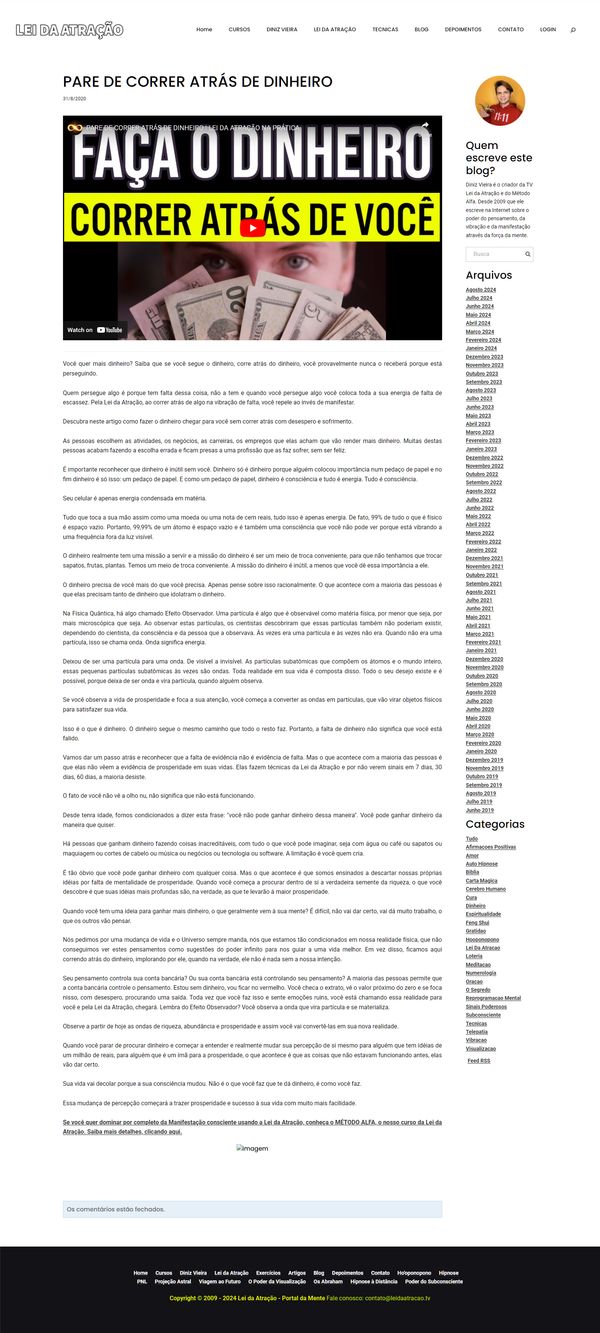 LEI DA ATRAÇÃO
Home CURSOS DINIZ VIEIRA LEI DA ATRAÇÃO TECNICAS BLOG DEPOIMENTOS CONTATO LOGIN
PARE DE CORRER ATRÁS DE DINHEIRO
31/8/2020
PARE DE CORRER ATRÁS DE DINHEIRO | LEI DA ATRAÇÃO NA PRÁTICA
FAÇA O DINHEIRO
CORRER ATRÁS DE VOCÊ
Watch on YouTube
Você quer mais dinheiro? Saiba que se você segue o dinheiro, corre atrás do dinheiro, você provavelmente nunca o receberá porque está
perseguindo.
Quem persegue algo é porque tem falta dessa coisa, não a tem e quando você persegue algo você coloca toda a sua energia de falta de
escassez. Pela Lei da Atração, ao correr atrás de algo na vibração de falta, você repele ao invés de manifestar.
Descubra neste artigo como fazer o dinheiro chegar para você sem correr atrás com desespero e sofrimento.
As pessoas escolhem as atividades, os negócios, as carreiras, os empregos que elas acham que vão render mais dinheiro. Muitas destas
pessoas acabam fazendo a escolha errada e ficam presas a uma profissão que as faz sofrer, sem ser feliz.
É importante reconhecer que dinheiro é inútil sem você. Dinheiro só é dinheiro porque alguém colocou importância num pedaço de papel e no
fim dinheiro é só isso: um pedaço de papel. E como um pedaço de papel, dinheiro é consciência e tudo é energia. Tudo é consciência.
Seu celular é apenas energia condensada em matéria.
Tudo que toca a sua mão assim como uma moeda ou uma nota de cem reais, tudo isso é apenas energia. De fato, 99% de tudo o que é físico
é espaço vazio. Portanto, 99,99% de um átomo é espaço vazio e é também uma consciência que você não pode ver porque está vibrando a
uma frequência fora da luz visível.
O dinheiro realmente tem uma missão a servir e a missão do dinheiro é ser um meio de troca conveniente, para que não tenhamos que trocar
sapatos, frutas, plantas. Temos um meio de troca conveniente. A missão do dinheiro é inútil, a menos que você dê essa importância a ele.
O dinheiro precisa de você mais do que você precisa. Apenas pense sobre isso racionalmente. O que acontece com a maioria das pessoas é
que elas precisam tanto de dinheiro que idolatram o dinheiro.
Na Física Quântica, há algo chamado Efeito Observador. Uma partícula é algo que é observável como matéria física, por menor que seja, por
mais microscópica que seja. Ao observar estas partículas, os cientistas descobriram que essas partículas também não poderiam existir,
dependendo do cientista, da consciência e da pessoa que a observava. Às vezes era uma partícula e às vezes não era. Quando não era uma
partícula, isso se chama onda. Onda significa energia.
Deixou de ser uma partícula para uma onda. De visível a invisível. As partículas subatômicas que compõem os átomos e o mundo inteiro,
essas pequenas partículas subatômicas às vezes são ondas. Toda realidade em sua vida é composta disso. Todo o seu desejo existe e é
possível, porque deixa de ser onda e vira partícula, quando alguém observa.
Se você observa a vida de prosperidade e foca a sua atenção, você começa a converter as ondas em partículas, que vão virar objetos físicos
para satisfazer sua vida.
Isso é o que é dinheiro. O dinheiro segue o mesmo caminho que todo o resto faz. Portanto, a falta de dinheiro não significa que você está
falido.
Vamos dar um passo atrás e reconhecer que a falta de evidência não é evidência de falta. Mas o que acontece com a maioria das pessoas é
que elas não vêem a evidência de prosperidade em suas vidas. Elas fazem técnicas da Lei da Atração e por não verem sinais em 7 dias, 30
dias, 60 dias, a maioria desiste.
O fato de você não vê a olho nu, não significa que não está funcionando.
Desde tenra idade, fomos condicionados a dizer esta frase: "você não pode ganhar dinheiro dessa maneira". Você pode ganhar dinheiro da
maneira que quiser.
Há pessoas que ganham dinheiro fazendo coisas inacreditáveis, com tudo o que você pode imaginar, seja com água ou café ou sapatos ou
maquiagem ou cortes de cabelo ou música ou negócios ou tecnologia ou software. A limitação é você quem cria.
É tão óbvio que você pode ganhar dinheiro com qualquer coisa. Mas o que acontece é que somos ensinados a descartar nossas próprias
idéias por falta de mentalidade de prosperidade. Quando você começa a procurar dentro de si a verdadeira semente da riqueza, o que você
descobre é que suas idéias mais profundas são, na verdade, as que te levarão à maior prosperidade.
Quando você tem uma ideia para ganhar mais dinheiro, o que geralmente vem à sua mente? É difícil, não vai dar certo, vai dá muito trabalho, o
que os outros vão pensar.
Nós pedimos por uma mudança de vida e o Universo sempre manda, nós que estamos tão condicionados em nossa realidade física, que não
conseguimos ver estes pensamentos como sugestões do poder infinito para nos guiar a uma vida melhor. Em vez disso, ficamos aqui
correndo atrás do dinheiro, implorando por ele, quando na verdade, ele não é nada sem a nossa intenção.
Seu pensamento controla sua conta bancária? Ou sua conta bancária está controlando seu pensamento? A maioria das pessoas permite que
a conta bancária controle o pensamento. Estou sem dinheiro, vou ficar no vermelho. Você checa o extrato, vê o valor próximo do zero e se foca
nisso, com desespero, procurando uma saída. Toda vez que você faz isso e sente emoções ruins, você está chamando essa realidade para
você e pela Lei da Atração, chegará. Lembra do Efeito Observador? Você observa a onda que vira partícula e se materializa.
Observe a partir de hoje as ondas de riqueza, abundância e prosperidade e assim você vai convertê-las em sua nova realidade.
Quando você parar de procurar dinheiro e começar a entender e realmente mudar sua percepção de si mesmo para alguém que tem idéias de
um milhão de reais, para alguém que é um imã para a prosperidade, o que acontece é que as coisas que não estavam funcionando antes, elas
vão dar certo.
Sua vida vai decolar porque a sua consciência mudou. Não é o que você faz que te dá dinheiro, é como você faz.
Essa mudança de percepção começará a trazer prosperidade e sucesso à sua vida com muito mais facilidade.
Se você quer dominar por completo da Manifestação consciente usando a Lei da Atração, conheça o MÉTODO ALFA, o nosso curso da Lei da
Atração. Saiba mais detalhes, clicando aqui.
Imagem
Os comentários estão fechados.
11:11
Quem
escreve este
blog?
Diniz Vieira é o criador da TV
Lei da Atração e do Método
Alfa. Desde 2009 que ele
escreve na Internet sobre o
poder do pensamento, da
vibração e da manifestação
através da força da mente.
Busca
Arquivos
Agosto 2024
Julho 2024
Junho 2024
Maio 2024
Abril 2024
Março 2024
Fevereiro 2024
Janeiro 2024
Dezembro 2023
Novembro 2023
Outubro 2023
Setembro 2023
Agosto 2023
Julho 2023
Junho 2023
Maio 2023
Abril 2023
Março 2023
Fevereiro 2023
Janeiro 2023
Dezembro 2022
Novembro 2022
Outubro 2022
Setembro 2022
Agosto 2022
Julho 2022
Junho 2022
Maio 2022
Abril 2022
Março 2022
Fevereiro 2022
Janeiro 2022
Dezembro 2021
Novembro 2021
Outubro 2021
Setembro 2021
Agosto 2021
Julho 2021
Junho 2021
Maio 2021
Abril 2021
Março 2021
Fevereiro 2021
Janeiro 2021
Dezembro 2020
Novembro 2020
Outubro 2020
Setembro 2020
Agosto 2020
Julho 2020
Junho 2020
Maio 2020
Abril 2020
Março 2020
Fevereiro 2020
Janeiro 2020
Dezembro 2019
Novembro 2019
Outubro 2019
Setembro 2019
Agosto 2019
Julho 2019
Junho 2019
Categorias
Tudo
Afirmacoes Positivas
Amor
Auto Hipnose
Biblia
Carta Magica
Cerebro Humano
Cura
Dinheiro
Espiritualidade
Feng Shui
Gratidao
Hooponopono
Lei Da Atracao
Loteria
Meditacao
Numerologia
Oracao
O Segredo
Reprogramacao Mental
Sinais Poderosos
Subconsciente
Tecnicas
Telepatia
Vibracao
Visualizacao
Feed RSS
Home Cursos Diniz Vieira Lei da Atração Exercícios Artigos Blog Depoimentos Contato Ho'oponopono Hipnose
PNL Projeção Astral Viagem ao Futuro O Poder da Visualização Os Abraham Hipnose à Distância Poder do Subconsciente
Copyright © 2009 - 2024 Lei da Atração - Portal da Mente Fale conosco: contato@leidaatracao.tv